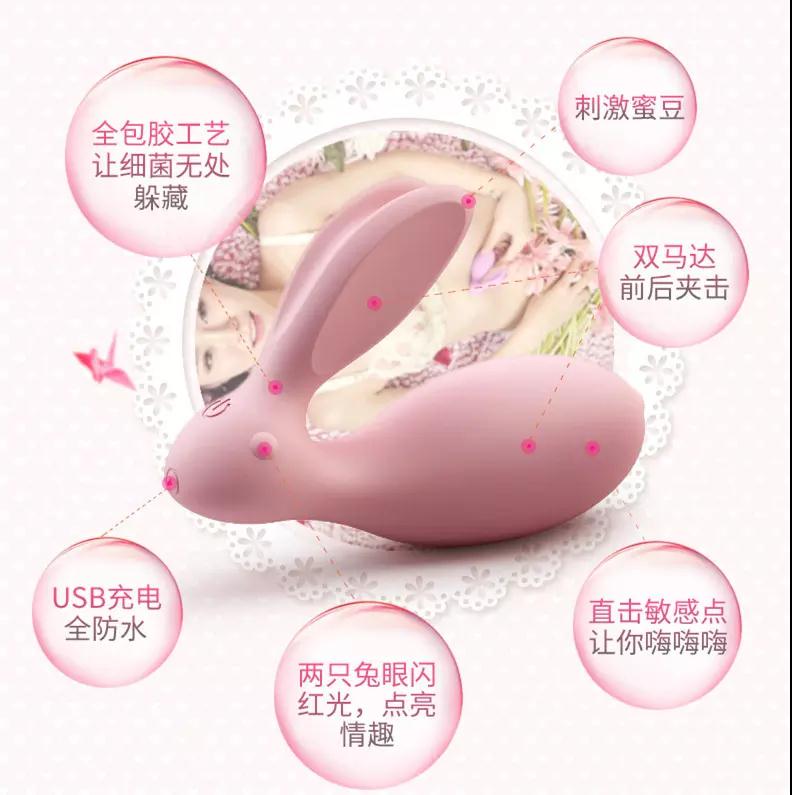 全包胶工艺
让细菌无处
躲藏
刺激蜜豆
双马达
前后夹击
USB充电
全防水
两只兔眼闪
红光，点亮
情趣
直击敏感点
让你嗨嗨嗨